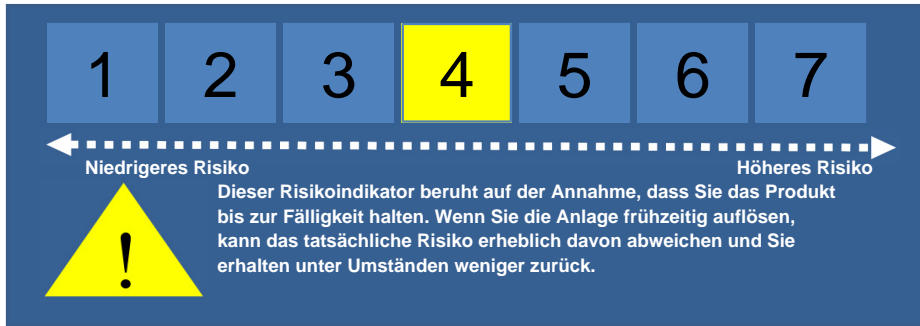 1 2 3 4 5 6 7
Niedrigeres Risiko Höheres Risiko
Dieser Risikoindikator beruht auf der Annahme, dass Sie das Produkt
bis zur Fälligkeit halten. Wenn Sie die Anlage frühzeitig auflösen,
kann das tatsächliche Risiko erheblich davon abweichen und Sie
erhalten unter Umständen weniger zurück.
!